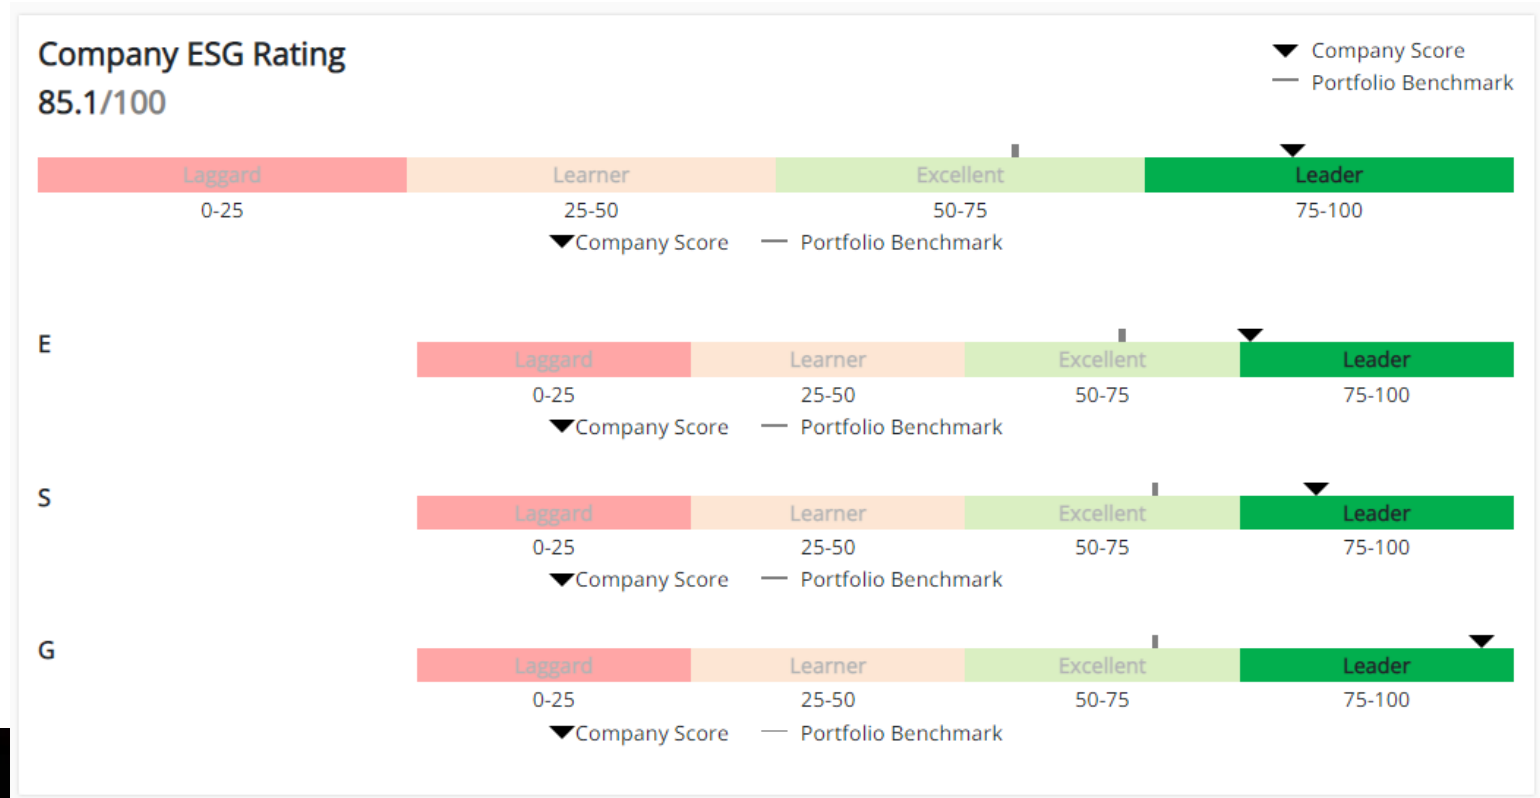 Company ESG Rating
85.1/100
▼ Company Score
— Portfolio Benchmark
Laggard Learner Excellent Leader
0-25 25-50 50-75 75-100
▼Company Score — Portfolio Benchmark
E
Laggard Learner Excellent Leader
0-25 25-50 50-75 75-100
▼Company Score — Portfolio Benchmark
S
Laggard Learner Excellent Leader
0-25 25-50 50-75 75-100
▼Company Score — Portfolio Benchmark
G
Laggard Learner Excellent Leader
0-25 25-50 50-75 75-100
▼Company Score — Portfolio Benchmark